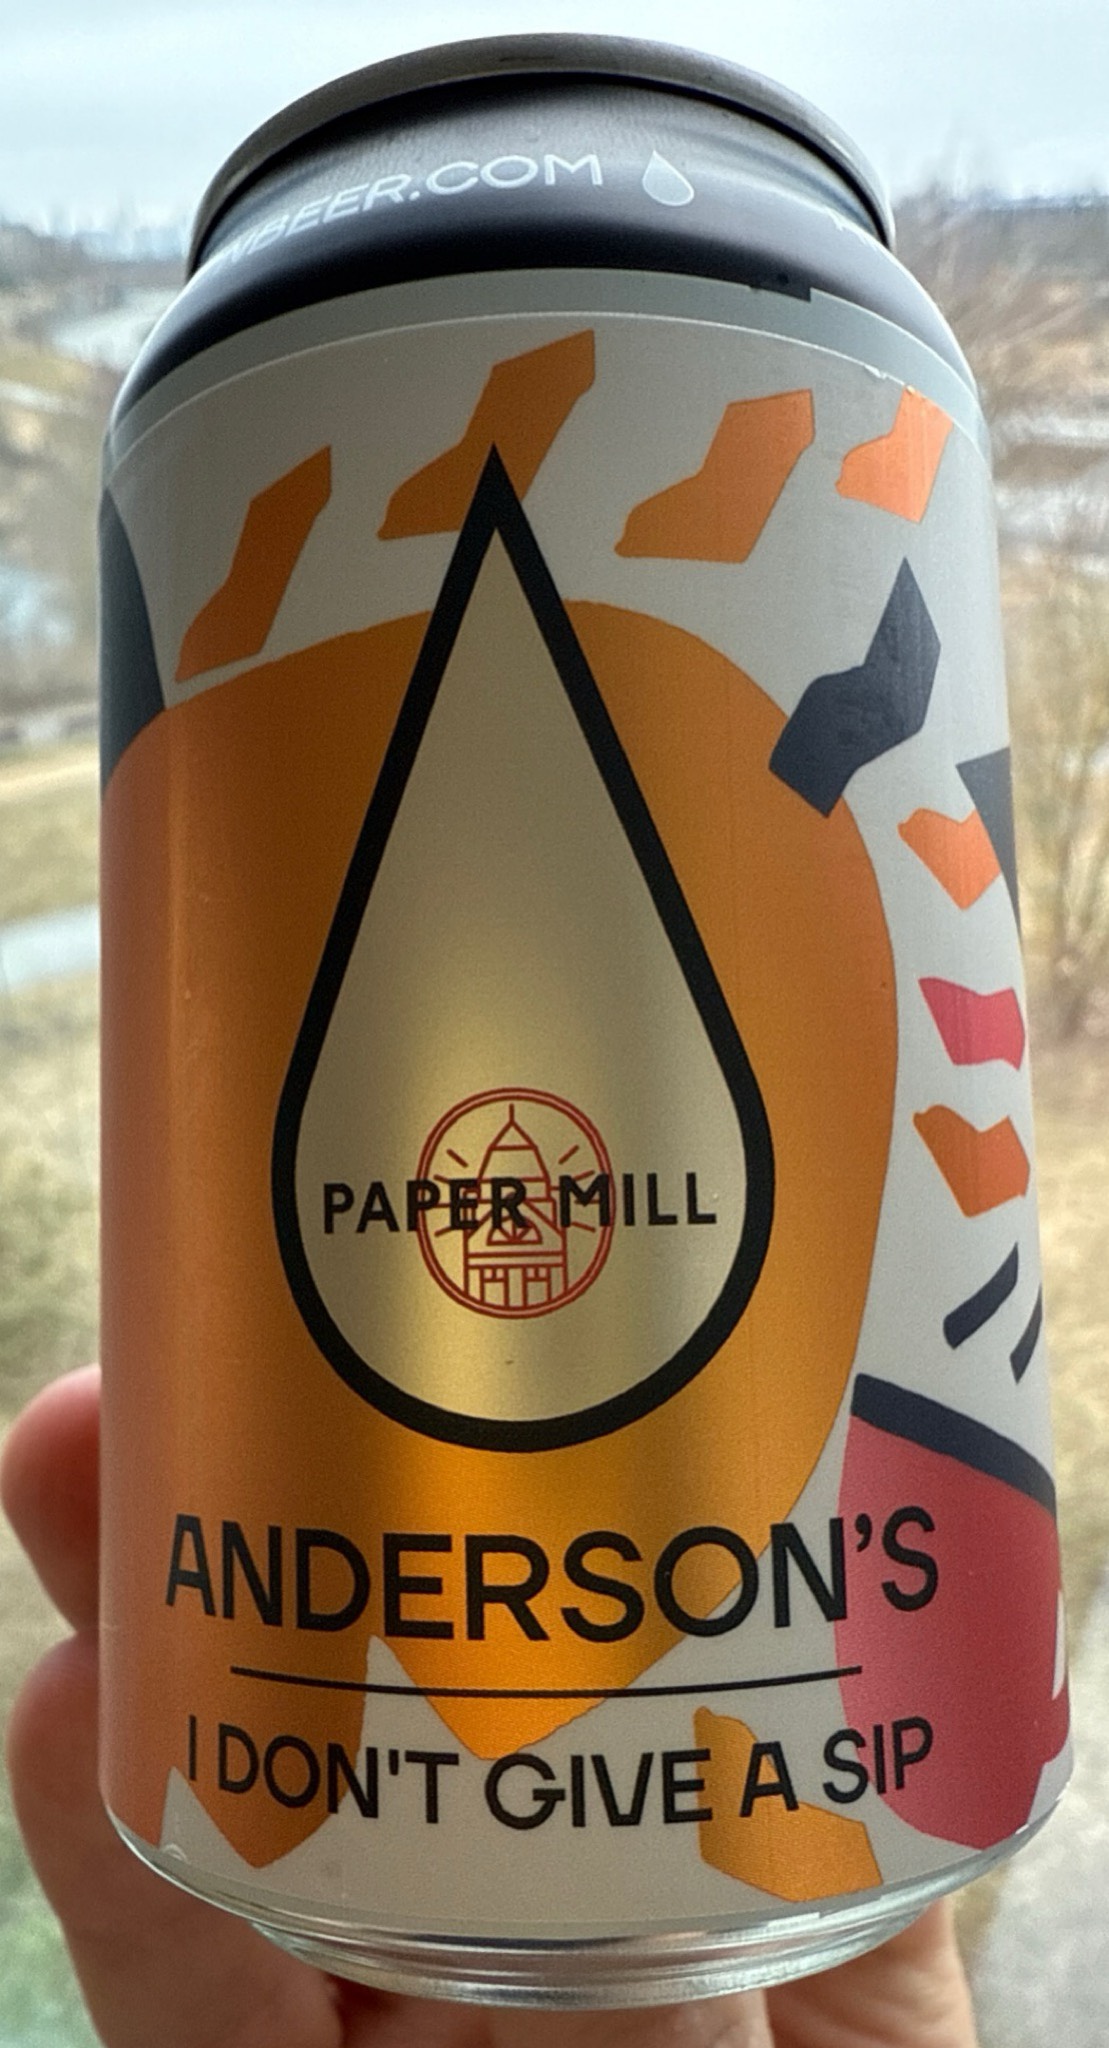 BEER.COM
PAPER MILL
ANDERSON'S
I DON'T GIVE A SIP